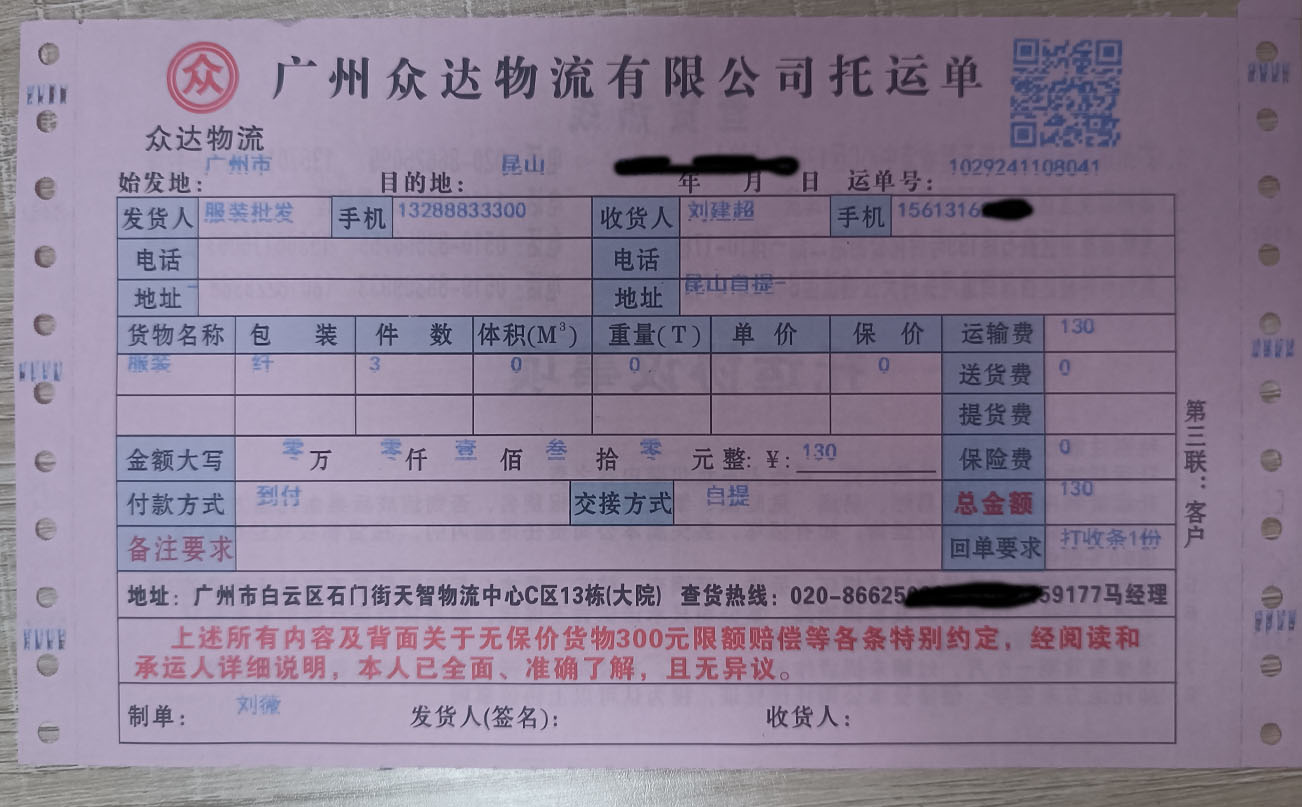 众
广州众达物流有限公司托运单
众达物流
始发地： 广州市 目的地： 昆山 年 月 日 运单号： 1029241108041
发货人 服装批发 手机 13288833300 收货人 刘建超 手机 1561316
电话 电话
地址 地址 昆山自提-
货物名称 包装 件数 体积(M³) 重量(T) 单价 保价 运输费 130
服装 纤 3 0 0 0 送货费 0
提货费
金额大写 零万 零仟 壹佰 叁拾 零元整：¥：130 保险费 0
付款方式 到付 交接方式 自提 总金额 130
备注要求 回单要求 打收条1份
地址：广州市白云区石门街天智物流中心C区13栋(大院) 查货热线：020-86625 59177马经理
上述所有内容及背面关于无保价货物300元限额赔偿等各条特别约定，经阅读和
承运人详细说明，本人已全面、准确了解，且无异议。
制单： 刘薇 发货人(签名)： 收货人：
第三联：客户